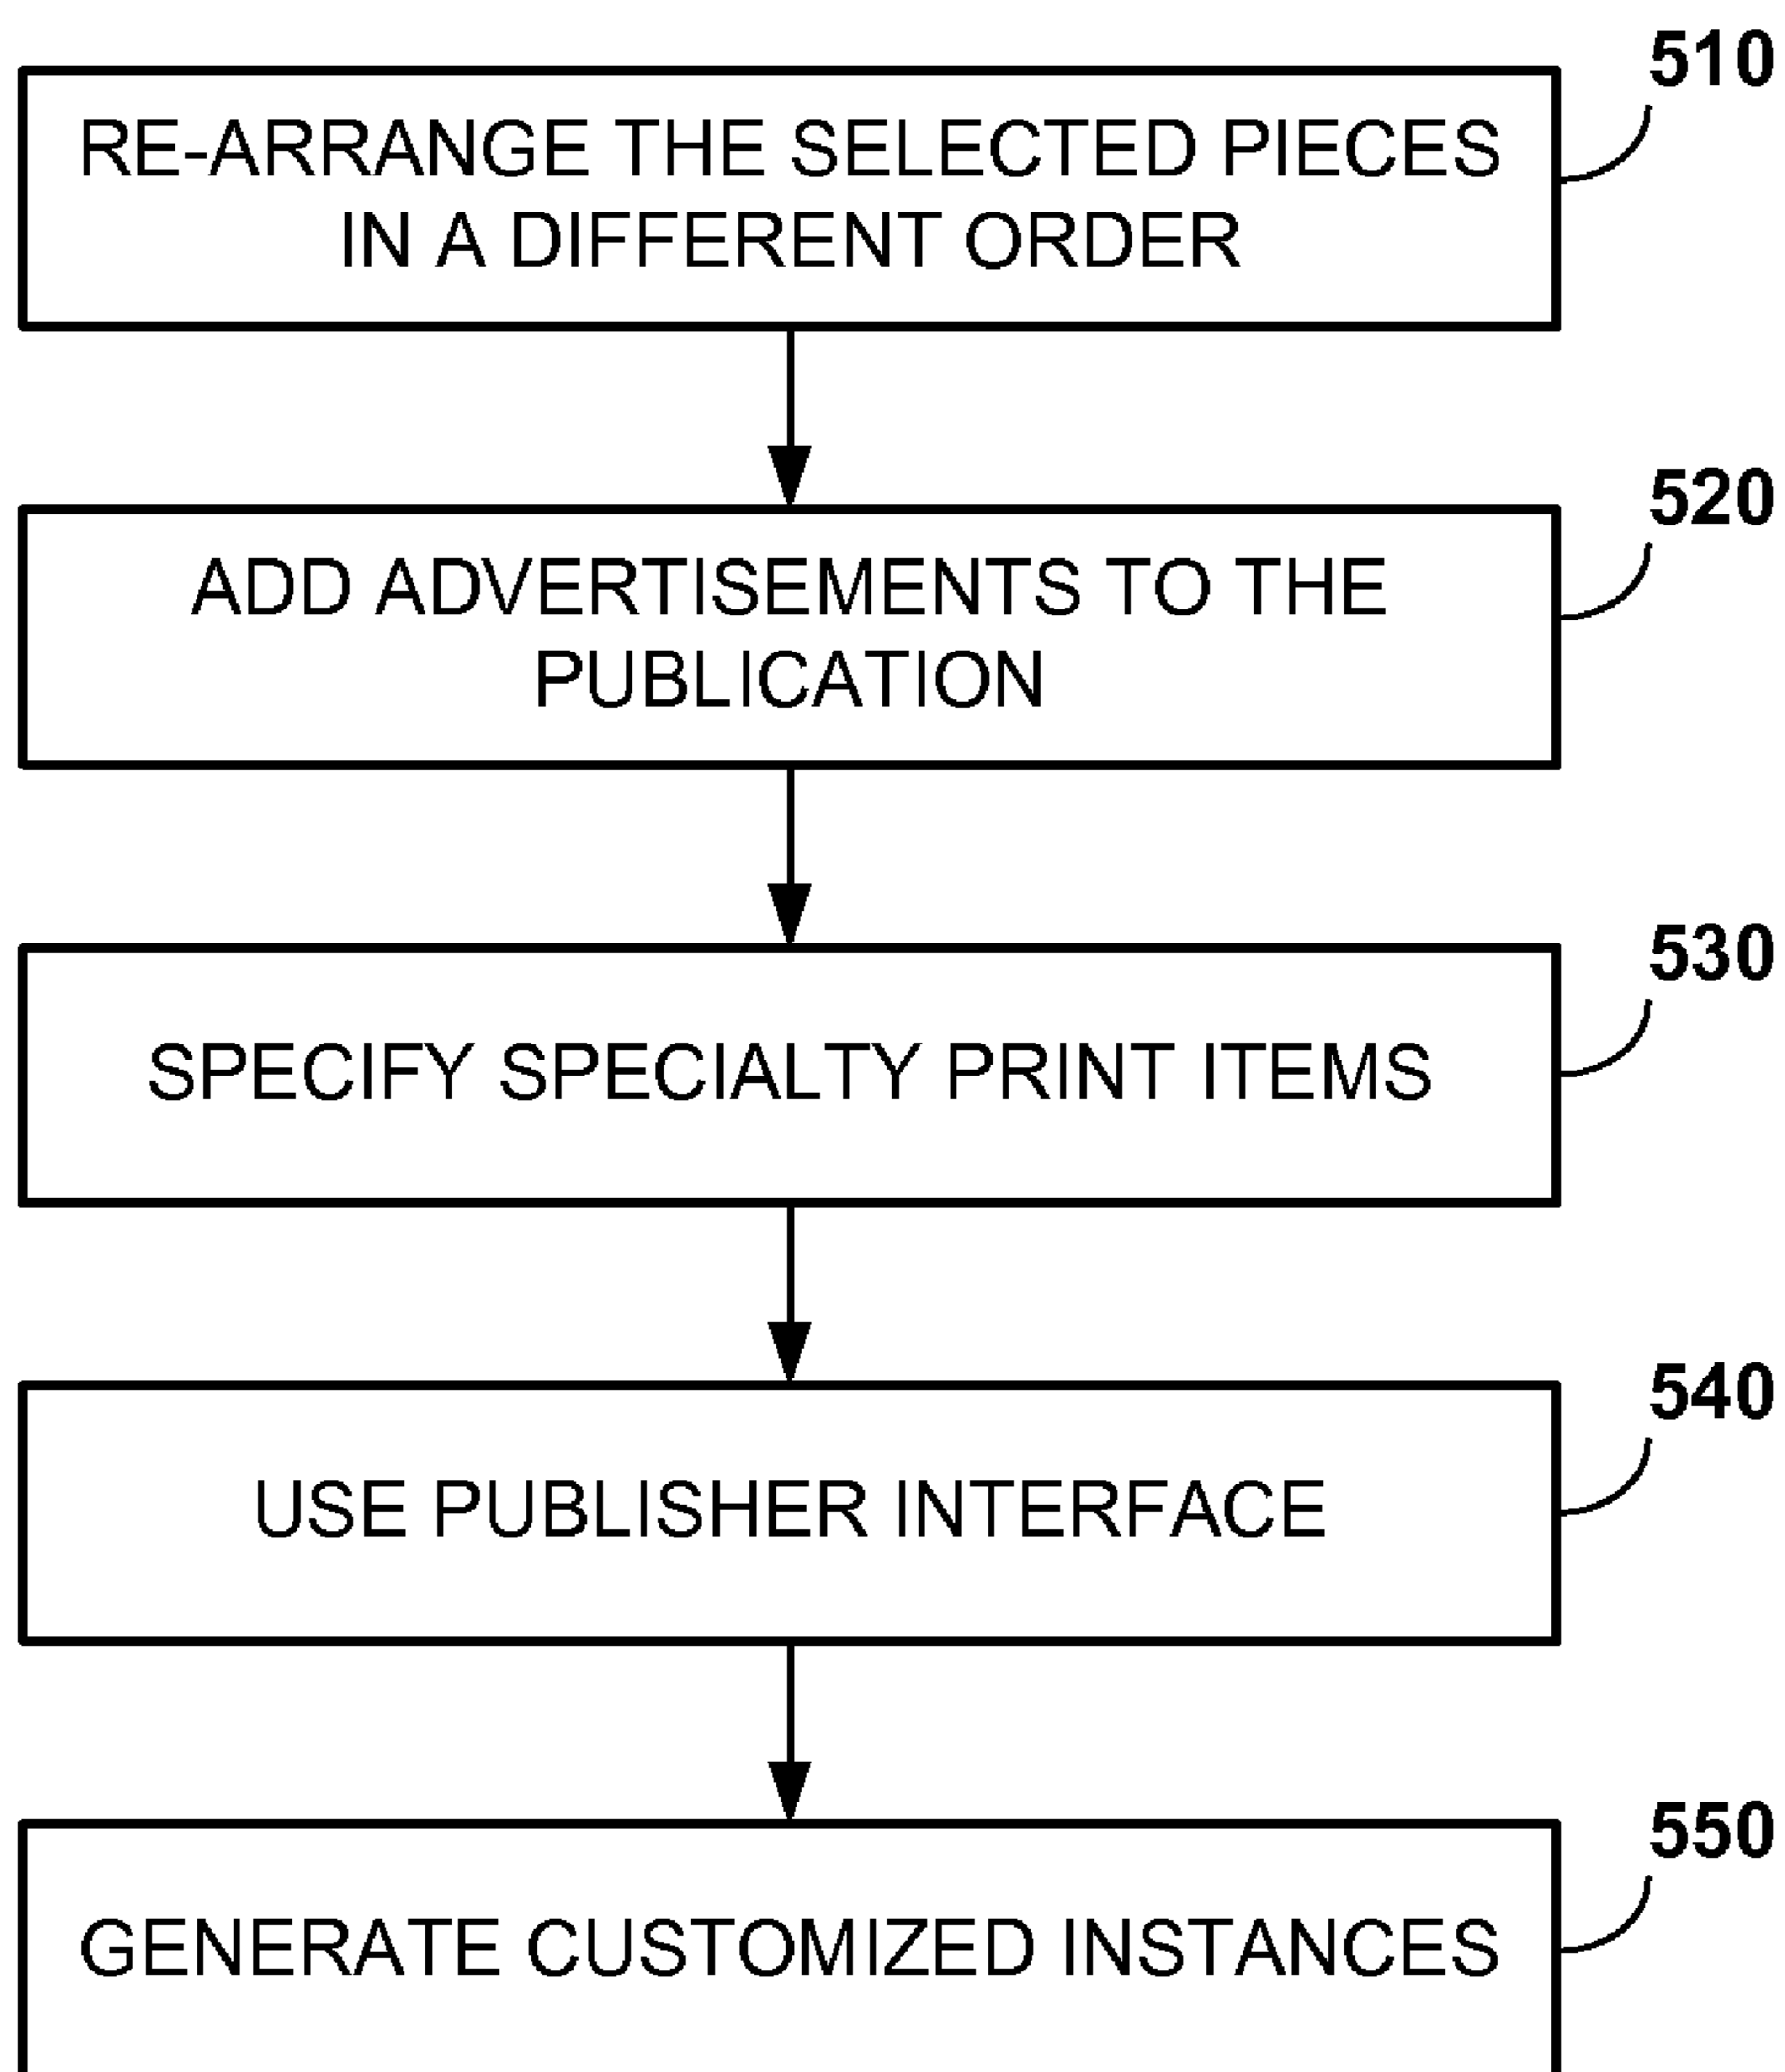 510
RE-ARRANGE THE SELECTED PIECES
IN A DIFFERENT ORDER
520
ADD ADVERTISEMENTS TO THE
PUBLICATION
530
SPECIFY SPECIALTY PRINT ITEMS
540
USE PUBLISHER INTERFACE
550
GENERATE CUSTOMIZED INSTANCES